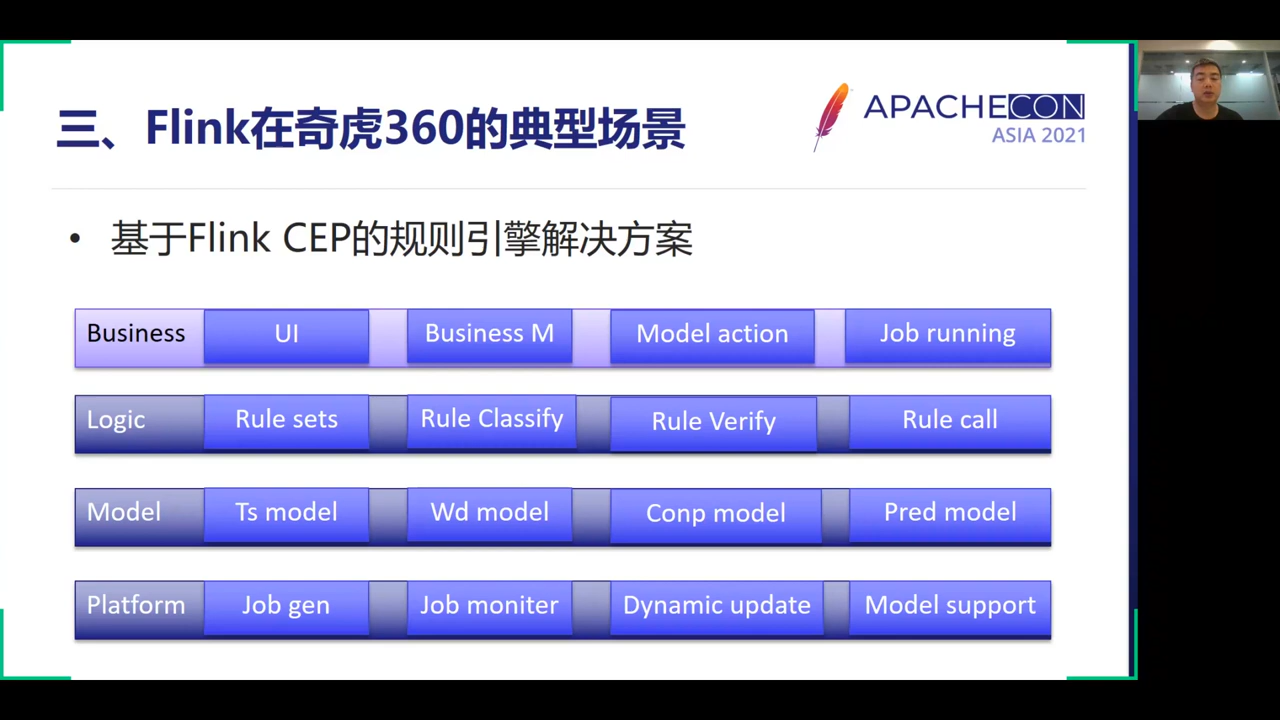 三、Flink在奇虎360的典型场景
APACHECON
ASIA 2021
• 基于Flink CEP的规则引擎解决方案
Business UI Business M Model action Job running
Logic Rule sets Rule Classify Rule Verify Rule call
Model Ts model Wd model Conp model Pred model
Platform Job gen Job moniter Dynamic update Model support